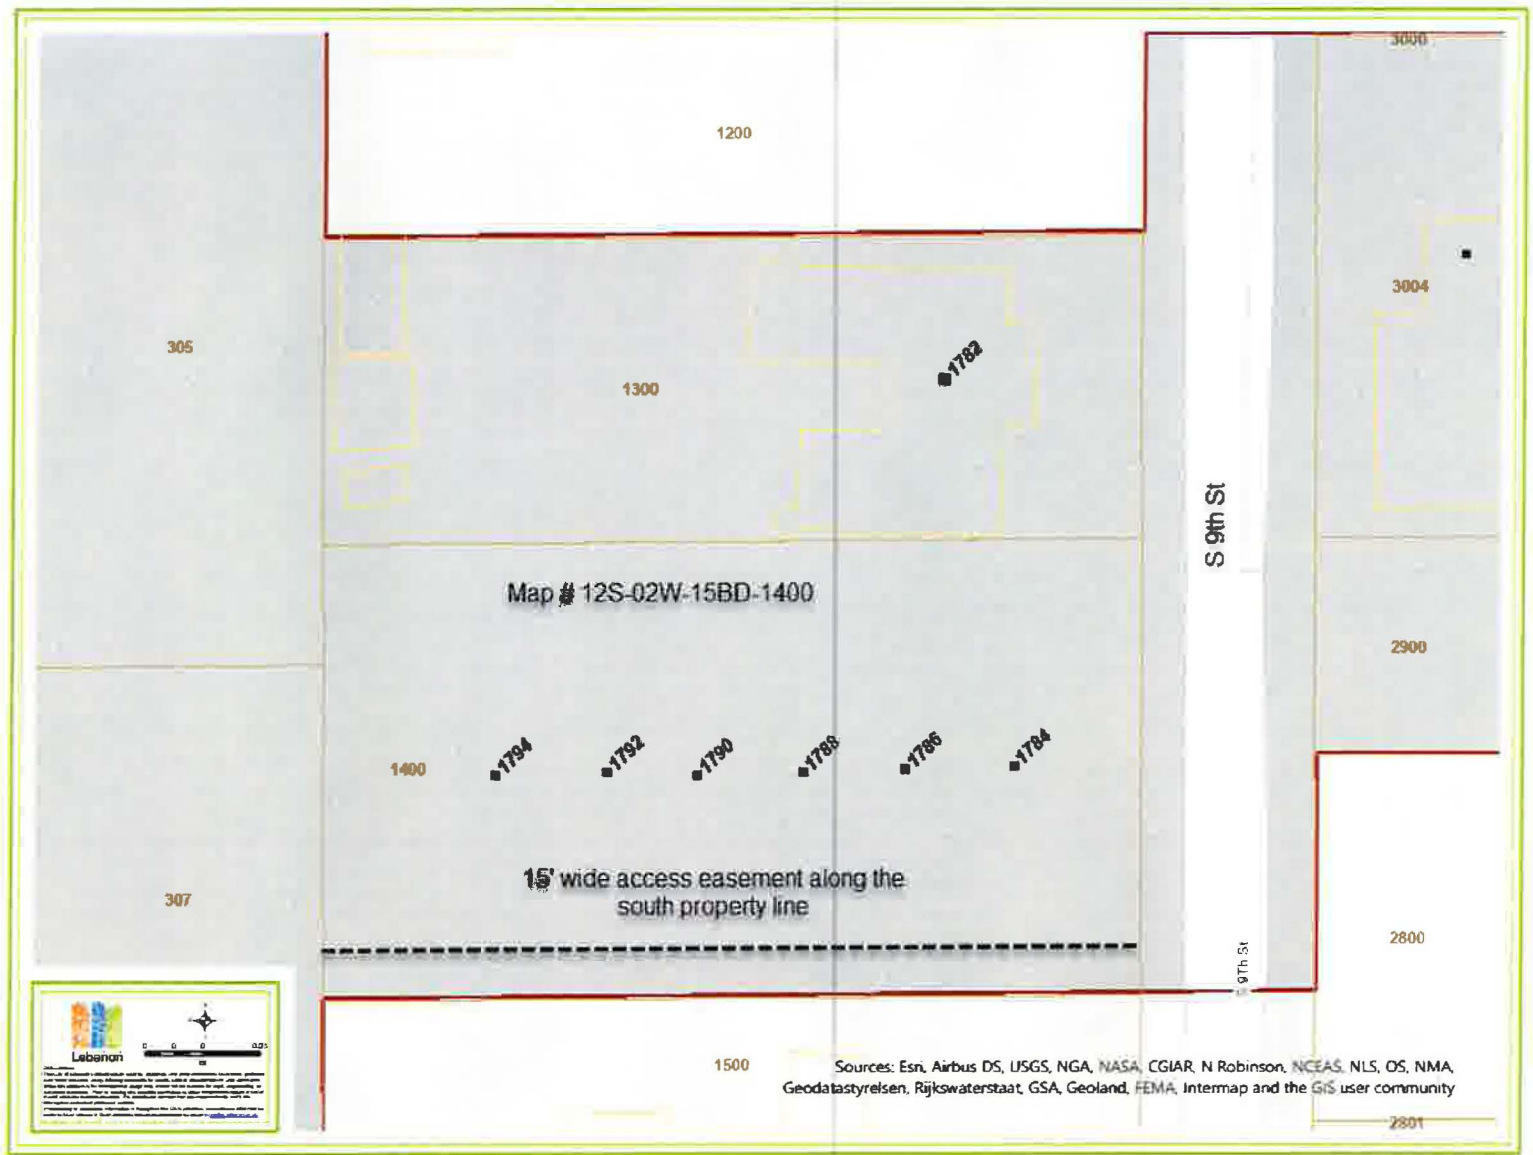 3000
1200
3004
305
1300
1782
S 9th St
Map # 12S-02W-15BD-1400
2900
1400
1794
1792
1790
1788
1786
1784
15' wide access easement along the
south property line
307
2800
S 9Th St
Lebanon
1500
Sources: Esri, Airbus DS, USGS, NGA, NASA, CGIAR, N Robinson, NCEAS, NLS, OS, NMA,
Geodatastyrelsen, Rijkswaterstaat, GSA, Geoland, FEMA, Intermap and the GIS user community
2801